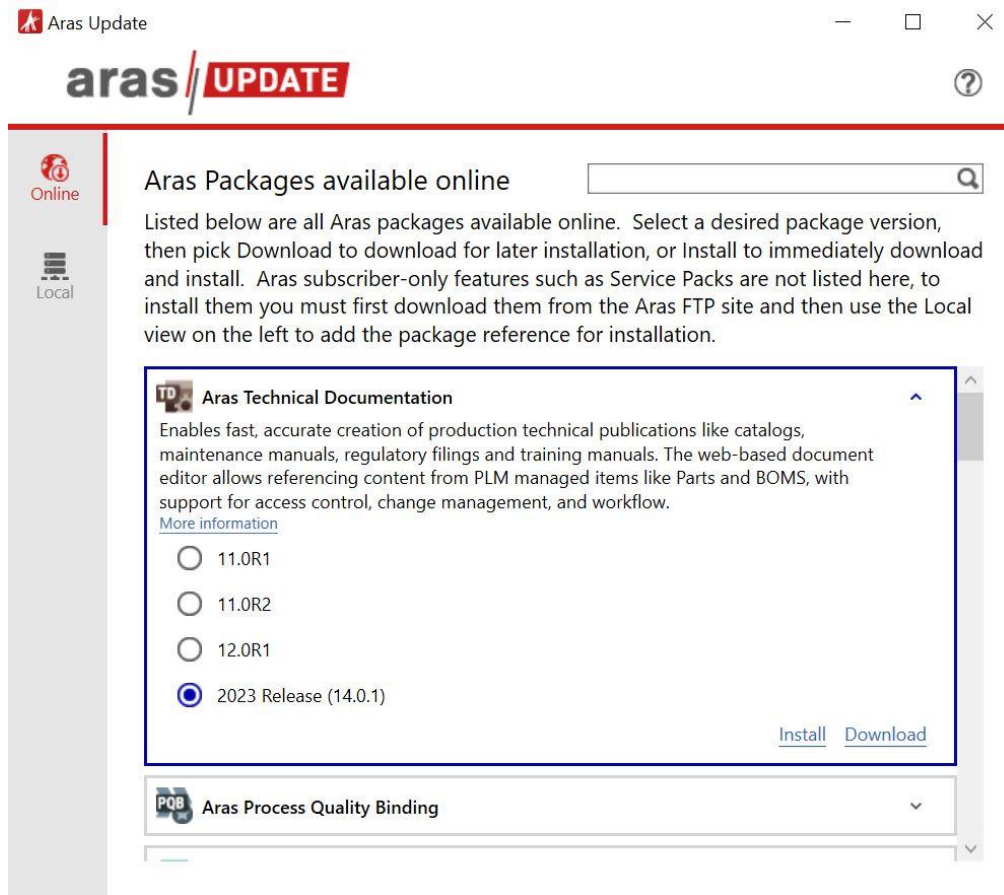 Aras Update
aras UPDATE
Online
Local
Aras Packages available online
Listed below are all Aras packages available online. Select a desired package version,
then pick Download to download for later installation, or Install to immediately download
and install. Aras subscriber-only features such as Service Packs are not listed here, to
install them you must first download them from the Aras FTP site and then use the Local
view on the left to add the package reference for installation.
TD
Aras Technical Documentation
Enables fast, accurate creation of production technical publications like catalogs,
maintenance manuals, regulatory filings and training manuals. The web-based document
editor allows referencing content from PLM managed items like Parts and BOMS, with
support for access control, change management, and workflow.
More information
11.0R1
11.0R2
12.0R1
2023 Release (14.0.1)
Install Download
PQB
Aras Process Quality Binding